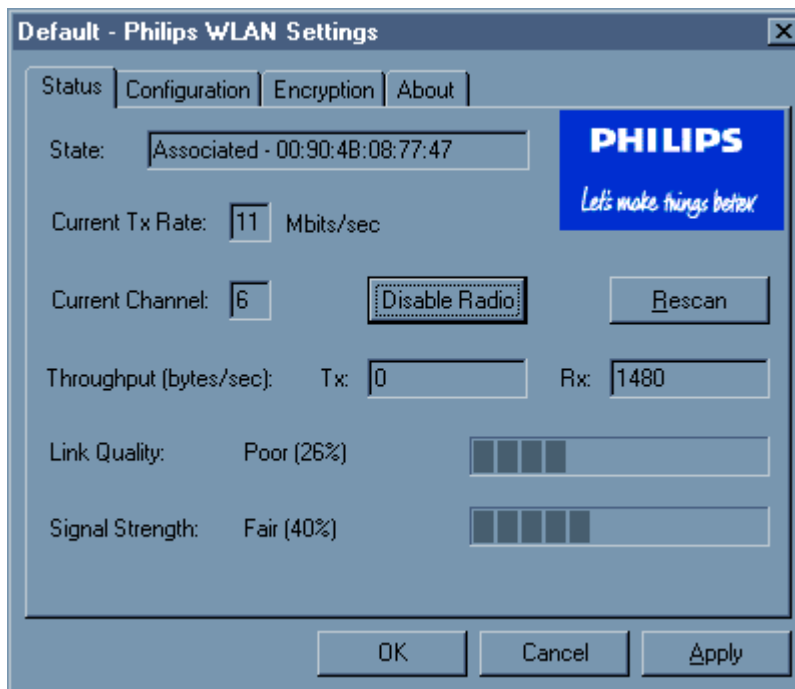 Default - Philips WLAN Settings
Status Configuration Encryption About
State: Associated - 00:90:4B:08:77:47
PHILIPS
Let's make things better.
Current Tx Rate: 11 Mbits/sec
Current Channel: 6 Disable Radio Rescan
Throughput (bytes/sec): Tx: 0 Rx: 1480
Link Quality: Poor (26%)
Signal Strength: Fair (40%)
OK Cancel Apply